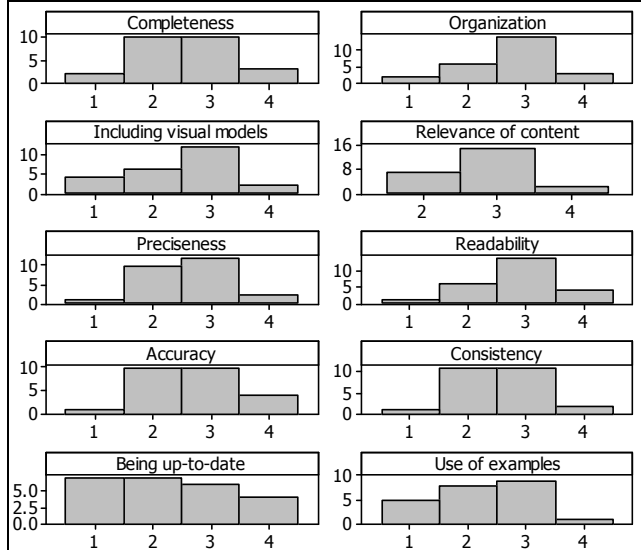 Completeness
10
5
0
1 2 3 4
Organization
10
5
0
1 2 3 4
Including visual models
10
5
0
1 2 3 4
Relevance of content
16
8
0
2 3 4
Preciseness
10
5
0
1 2 3 4
Readability
10
5
0
1 2 3 4
Accuracy
10
5
0
1 2 3 4
Consistency
10
5
0
1 2 3 4
Being up-to-date
5.0
2.5
0.0
1 2 3 4
Use of examples
10
5
0
1 2 3 4